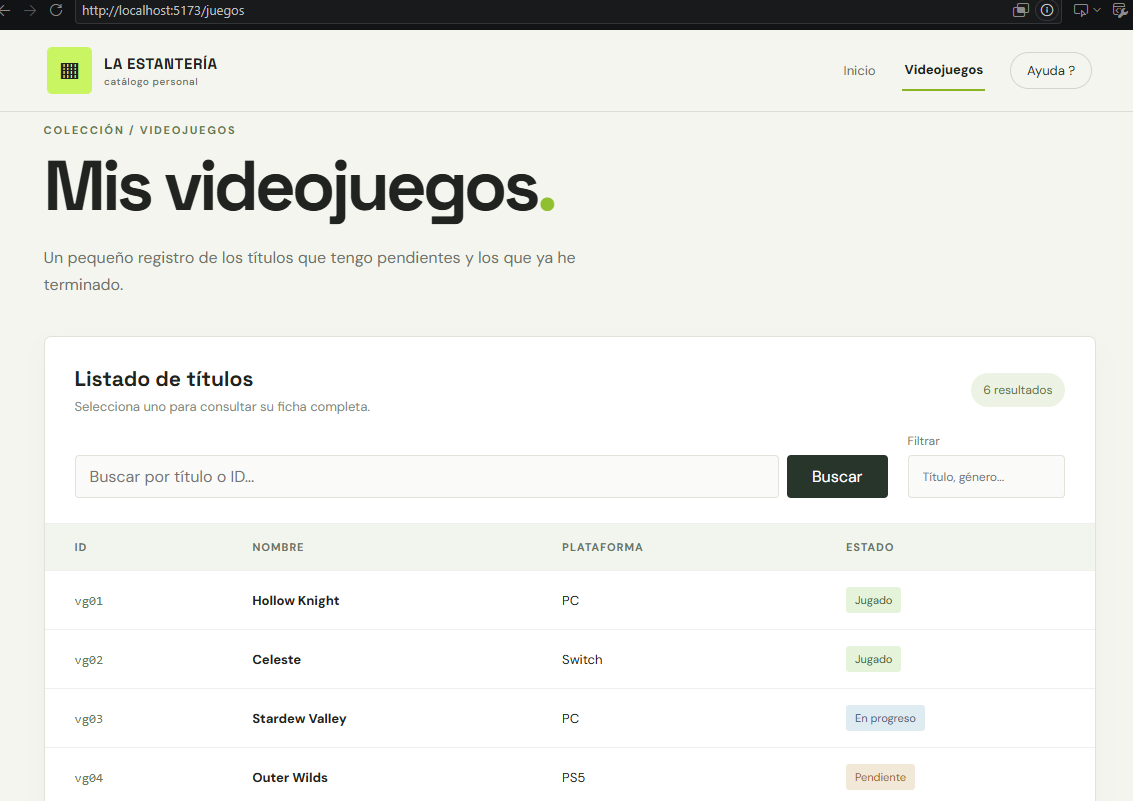 http://localhost:5173/juegos
LA ESTANTERÍA
catálogo personal
Inicio
Videojuegos
Ayuda ?
COLECCIÓN / VIDEOJUEGOS
Mis videojuegos.
Un pequeño registro de los títulos que tengo pendientes y los que ya he
terminado.
Listado de títulos
Selecciona uno para consultar su ficha completa.
6 resultados
Filtrar
Buscar por título o ID...
Buscar
Título, género...
ID NOMBRE PLATAFORMA ESTADO
vg01 Hollow Knight PC Jugado
vg02 Celeste Switch Jugado
vg03 Stardew Valley PC En progreso
vg04 Outer Wilds PS5 Pendiente